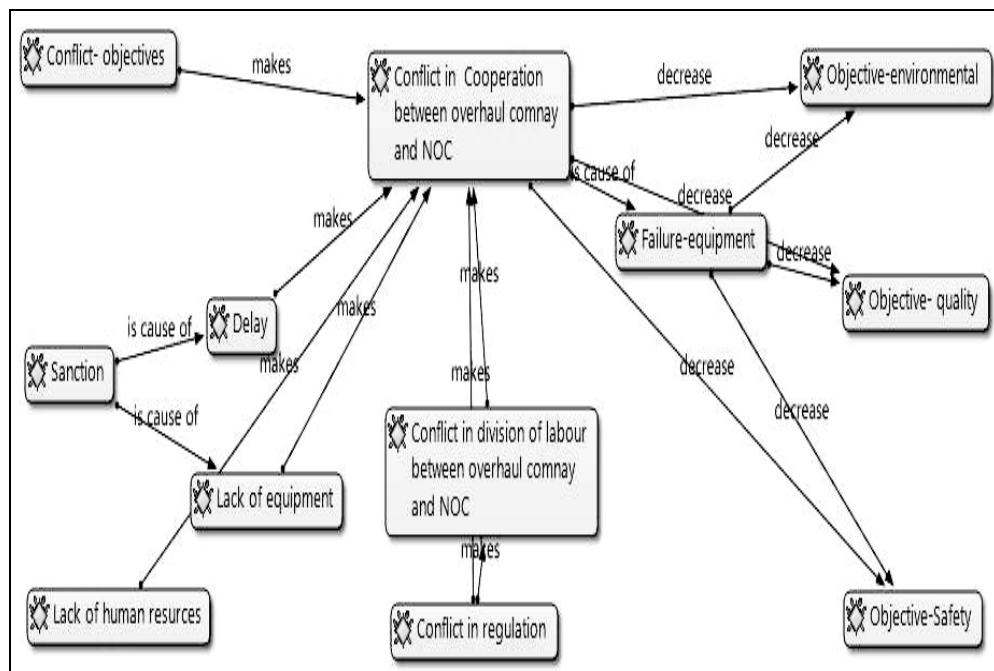 Conflict- objectives
makes
Conflict in Cooperation
between overhaul comnay
and NOC
decrease
Objective-environmental
decrease
is cause of
decrease
makes
Failure-equipment
decrease
makes
Objective- quality
is cause of
Delay
makes
makes
Sanction
makes
decrease
is cause of
decrease
Conflict in division of labour
between overhaul comnay
and NOC
Lack of equipment
makes
Lack of human resurces
Conflict in regulation
Objective-Safety